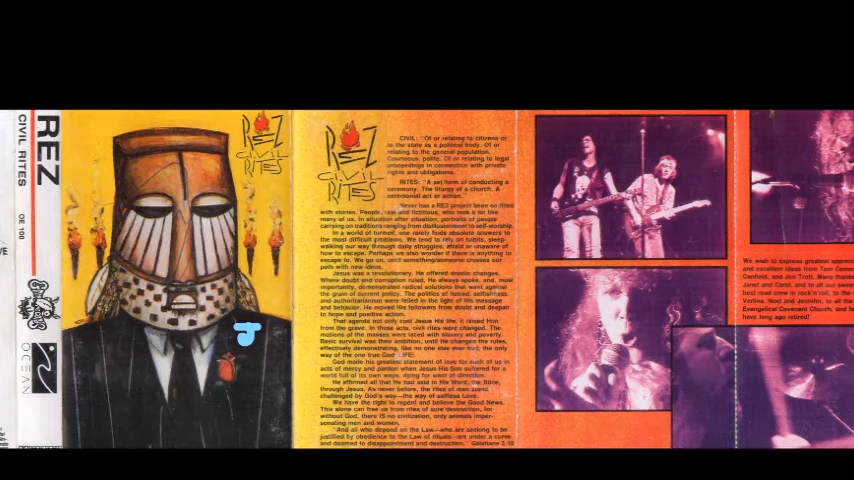 REZ
CIVIL RITES
OE 100
OCEAN
REZ
CIVIL
RITES
REZ
CIVIL
RITES
CIVIL: "Of or relating to citizens or
to the state as a political body. Of or
relating to the general population.
Courteous, polite. Of or relating to legal
proceedings in connection with private
rights and obligations.
RITES: "A set form of conducting a
ceremony. The liturgy of a church. A
ceremonial act or action."
Never has a REZ project been so filled
with stories. People, real and fictitious, who look a lot like
many of us. In situation after situation, portraits of people
carrying on traditions ranging from disillusionment to self-worship.
In a world of turmoil, one rarely finds absolute answers to
the most difficult problems. We tend to rely on habits, sleep-
walking our way through daily struggles, afraid or unaware of
how to escape. Perhaps we also wonder if there is anything to
escape to. We go on, until something/someone crosses our
path with new ideas.
Jesus was a revolutionary. He offered drastic changes.
Where doubt and corruption ruled, He always spoke, and, most
importantly, demonstrated radical solutions that went against
the grain of current policy. The politics of hatred, selfishness
and authoritarianism were felled in the light of His message
and behavior. He moved His followers from doubt and despair
to hope and positive action.
That agenda not only cost Jesus His life, it raised Him
from the grave. In those acts, civil rites were changed. The
motions of the masses were laced with slavery and poverty.
Basic survival was their ambition, until He changed the rules,
effectively demonstrating, like no one else ever had, the only
way of the one true God - LIFE!
God made his greatest statement of love for each of us in
acts of mercy and pardon when Jesus His Son suffered for a
world full of its own ways, dying for want of direction.
He affirmed all that He had said in His Word, the Bible,
through Jesus. As never before, the rites of man stand
challenged by God's way—the way of selfless Love.
We have the right to repent and believe the Good News.
This alone can free us from rites of sure destruction, for
without God, there IS no civilization, only animals imper-
sonating men and women.
"And all who depend on the Law—who are seeking to be
justified by obedience to the Law of rituals—are under a curse
and doomed to disappointment and destruction." Galatians 3:10
We wish to express greatest
and excellent ideas from Tom
Canfield, and Jon Trott. Many
Janet and Carol, and to all our
best road crew in rock'n'roll, to the
Verlina, Noel and Jennifer, to all the
Evangelical Covenant Church, and
have long ago retired!